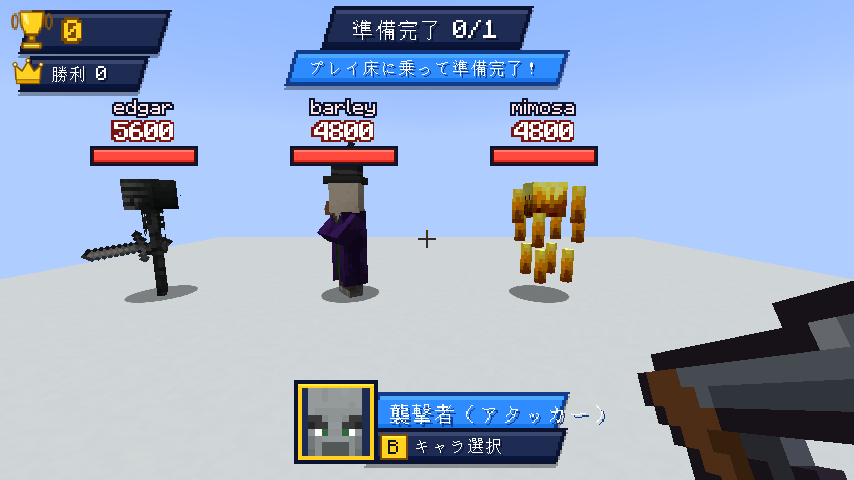 0
勝利 0
準備完了 0/1
プレイ床に乗って準備完了!
edgar
5600
barley
4800
mimosa
4800
襲撃者(アタッカー)
B キャラ選択